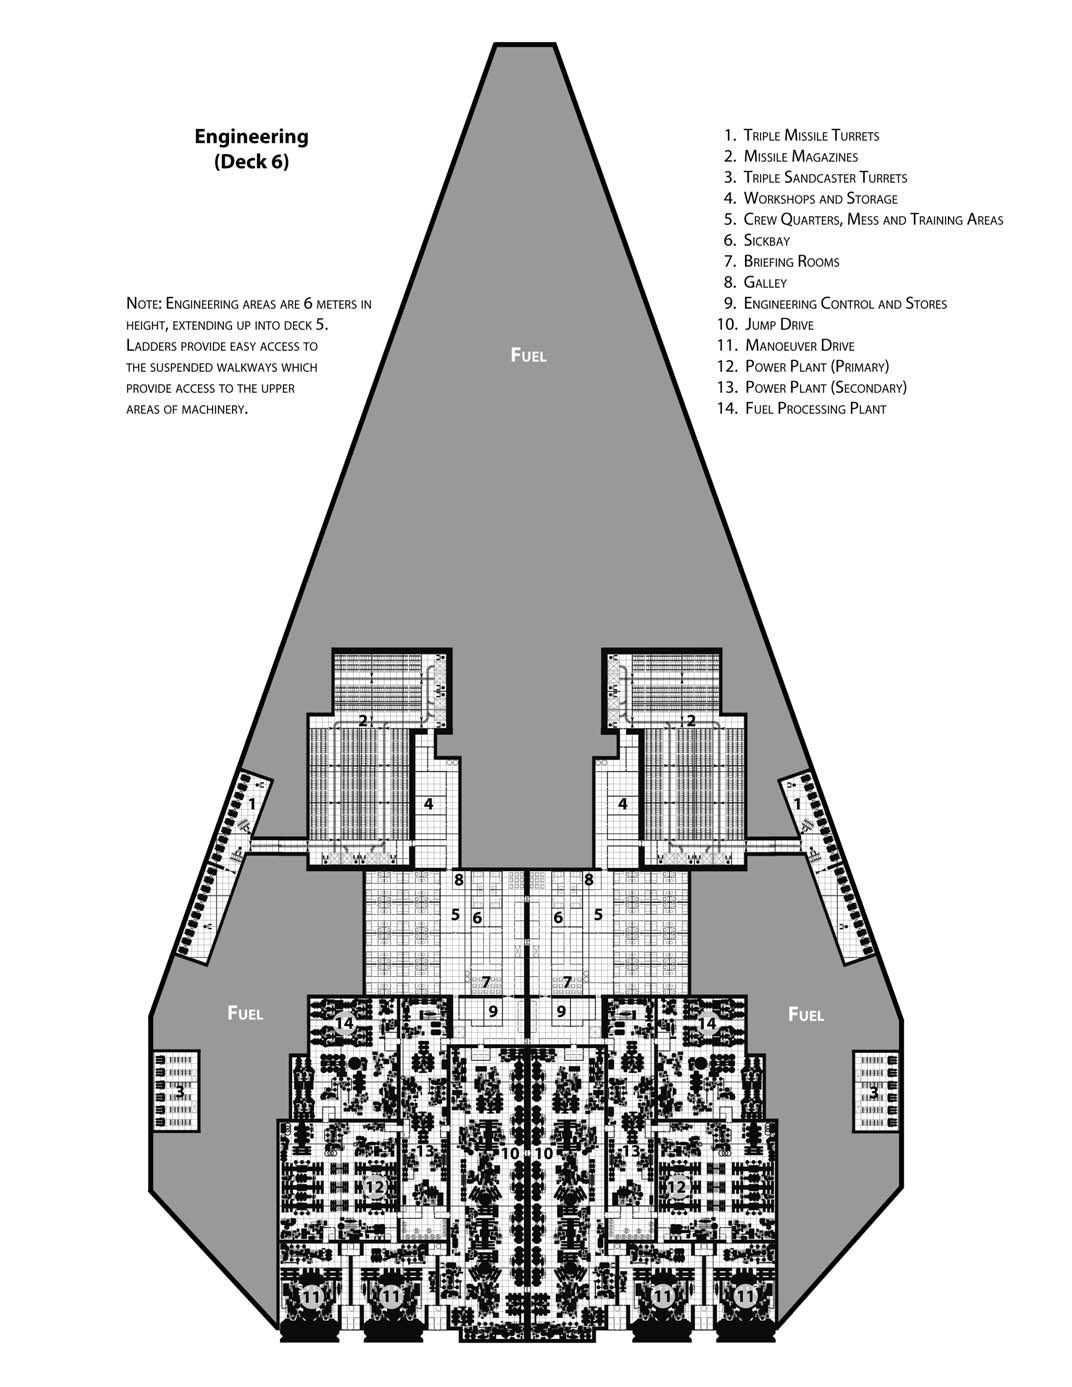 Engineering
(Deck 6)
1. Triple Missile Turrets
2. Missile Magazines
3. Triple Sandcaster Turrets
4. Workshops and Storage
5. Crew Quarters, Mess and Training Areas
6. Sickbay
7. Briefing Rooms
8. Galley
9. Engineering Control and Stores
10. Jump Drive
11. Manoeuver Drive
12. Power Plant (Primary)
13. Power Plant (Secondary)
14. Fuel Processing Plant
Note: Engineering areas are 6 meters in
height, extending up into deck 5.
Ladders provide easy access to
the suspended walkways which
provide access to the upper
areas of machinery.
Fuel
2 2
1 4 4 1
8 8
5 6 6 5
7 7
Fuel 9 9 Fuel
14 14
3 3
13 10 10 13
12 12
11 11 11 11